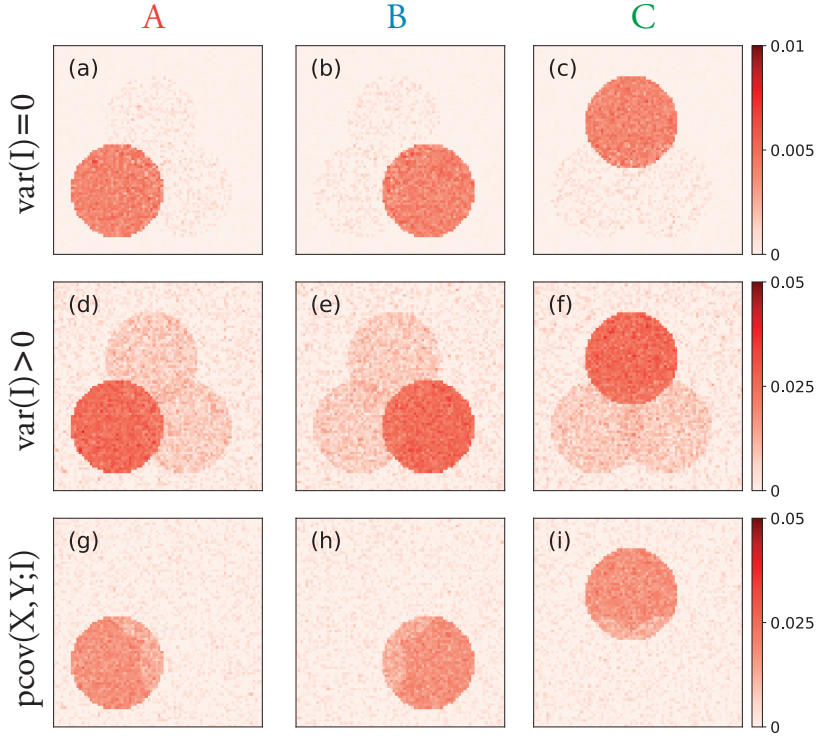 A B C
var(I)=0
(a) (b) (c)
0.01
0.005
0
var(I)>0
(d) (e) (f)
0.05
0.025
0
pcov(X,Y;I)
(g) (h) (i)
0.05
0.025
0